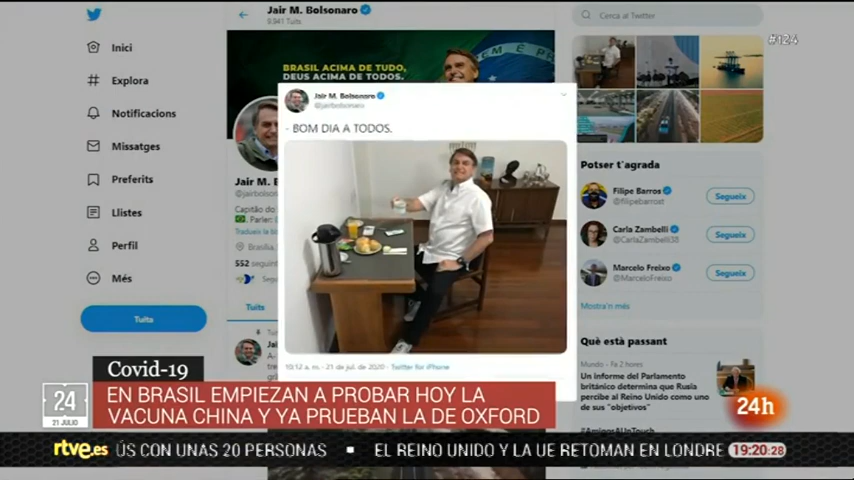 Jair M. Bolsonaro
9.941 Tuits
Cerca al Twitter
#124
Inici
Explora
Notificacions
Missatges
Preferits
Llistes
Perfil
Més
Tuita
BRASIL ACIMA DE TUDO,
DEUS ACIMA DE TODOS.
Jair M.
@jairbols
Capitão do
Parler:
Brasília,
552
Tuits
Jair
Jair M. Bolsonaro
@jairbolsonaro
- BOM DIA A TODOS.
10:12 a. m. - 21 de jul. de 2020 - Twitter for iPhone
Potser t'agrada
Filipe Barros
@filipebarrost
Segueix
Carla Zambelli
@CarlaZambelli38
Segueix
Marcelo Freixo
@MarceloFreixo
Segueix
Mostra'n més
Què està passant
Mundo - Fa 2 hores
Un informe del Parlamento
británico determina que Rusia
percibe al Reino Unido como uno
de sus "objetivos"
Covid-19
24
21 JULIO
EN BRASIL EMPIEZAN A PROBAR HOY LA
VACUNA CHINA Y YA PRUEBAN LA DE OXFORD
24h
rtve.es
ÚS CON UNAS 20 PERSONAS
EL REINO UNIDO Y LA UE RETOMAN EN LONDRE
19:20:28